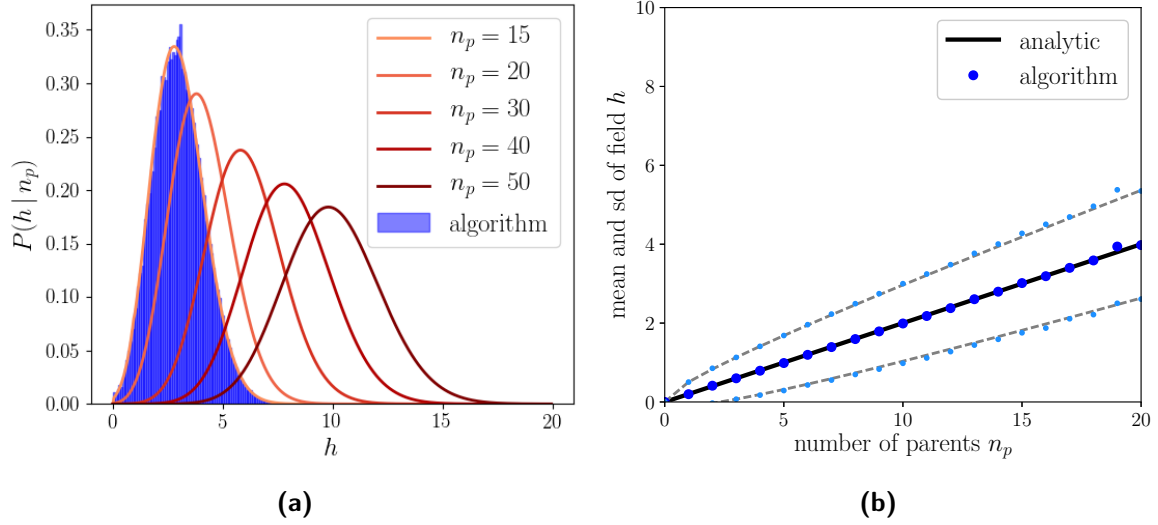 0.35
0.30
0.25
0.20
0.15
0.10
0.05
0.00
P(h | n_p)
0
5
10
15
20
h
n_p = 15
n_p = 20
n_p = 30
n_p = 40
n_p = 50
algorithm
(a)
10
8
6
4
2
0
mean and sd of field h
0
5
10
15
20
number of parents n_p
analytic
algorithm
(b)